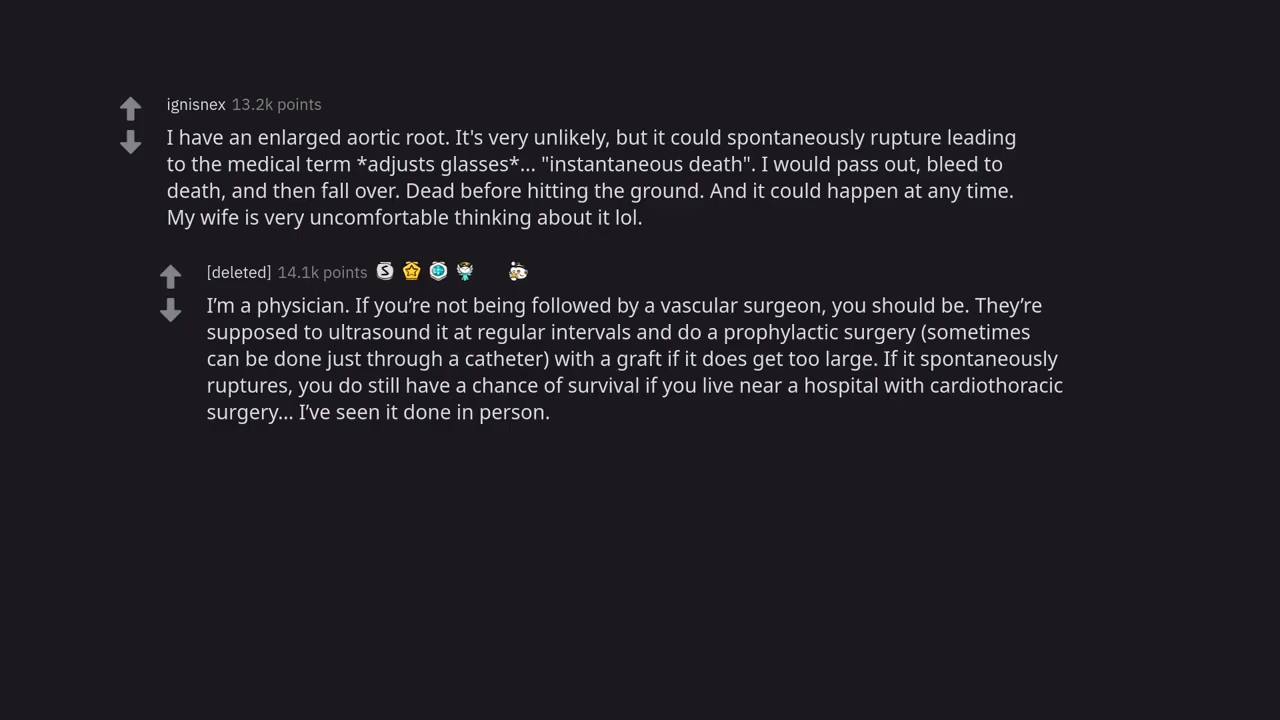 ignisnex 13.2k points
I have an enlarged aortic root. It's very unlikely, but it could spontaneously rupture leading
to the medical term *adjusts glasses*... "instantaneous death". I would pass out, bleed to
death, and then fall over. Dead before hitting the ground. And it could happen at any time.
My wife is very uncomfortable thinking about it lol.
[deleted] 14.1k points
I’m a physician. If you’re not being followed by a vascular surgeon, you should be. They’re
supposed to ultrasound it at regular intervals and do a prophylactic surgery (sometimes
can be done just through a catheter) with a graft if it does get too large. If it spontaneously
ruptures, you do still have a chance of survival if you live near a hospital with cardiothoracic
surgery... I’ve seen it done in person.